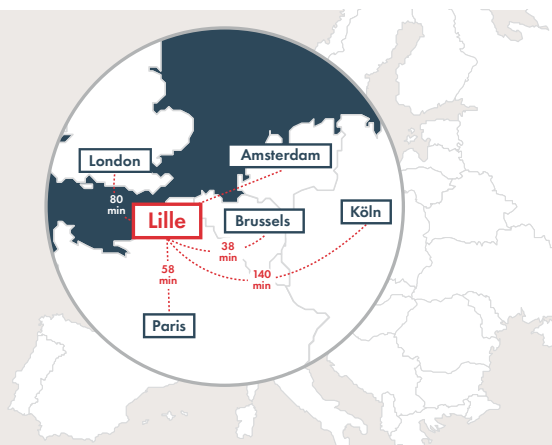 London
Amsterdam
80
min
Lille
Brussels
Köln
38
min
58
min
140
min
Paris